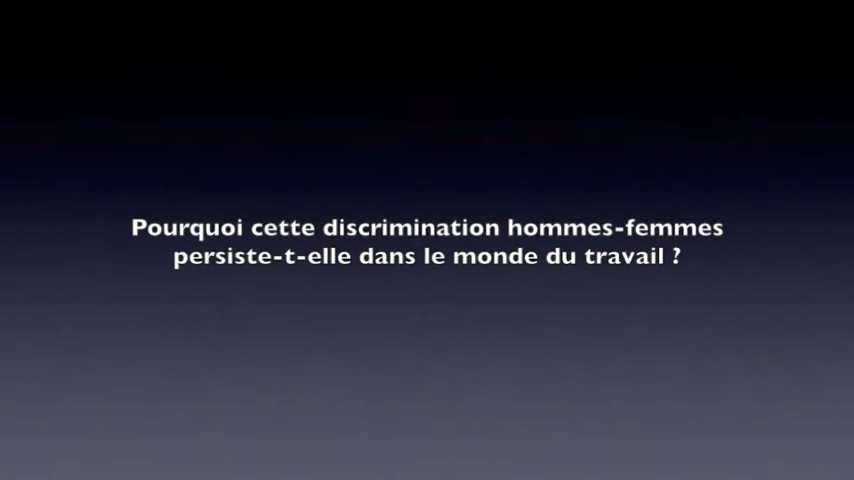 Pourquoi cette discrimination hommes-femmes
persiste-t-elle dans le monde du travail ?